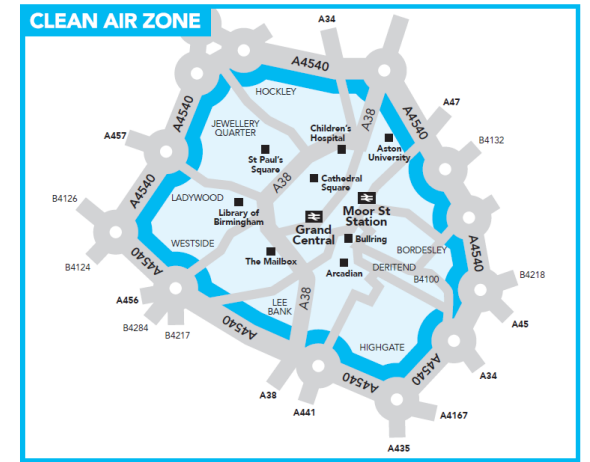 CLEAN AIR ZONE
A34
A4540
HOCKLEY
A4540
A38
A4540
A47
JEWELLERY
QUARTER
Children's
Hospital
Aston
University
B4132
A457
St Paul's
Square
A38
Cathedral
Square
A4540
B4126
LADYWOOD
Library of
Birmingham
Moor St
Station
Grand
Central
WESTSIDE
Bullring
BORDESLEY
A4540
The Mailbox
Arcadian
DERITEND
B4124
A4540
B4100
B4218
A456
LEE
BANK
A38
B4284
B4217
A4540
A45
HIGHGATE
A34
A4540
A4540
A38
A441
A4167
A435